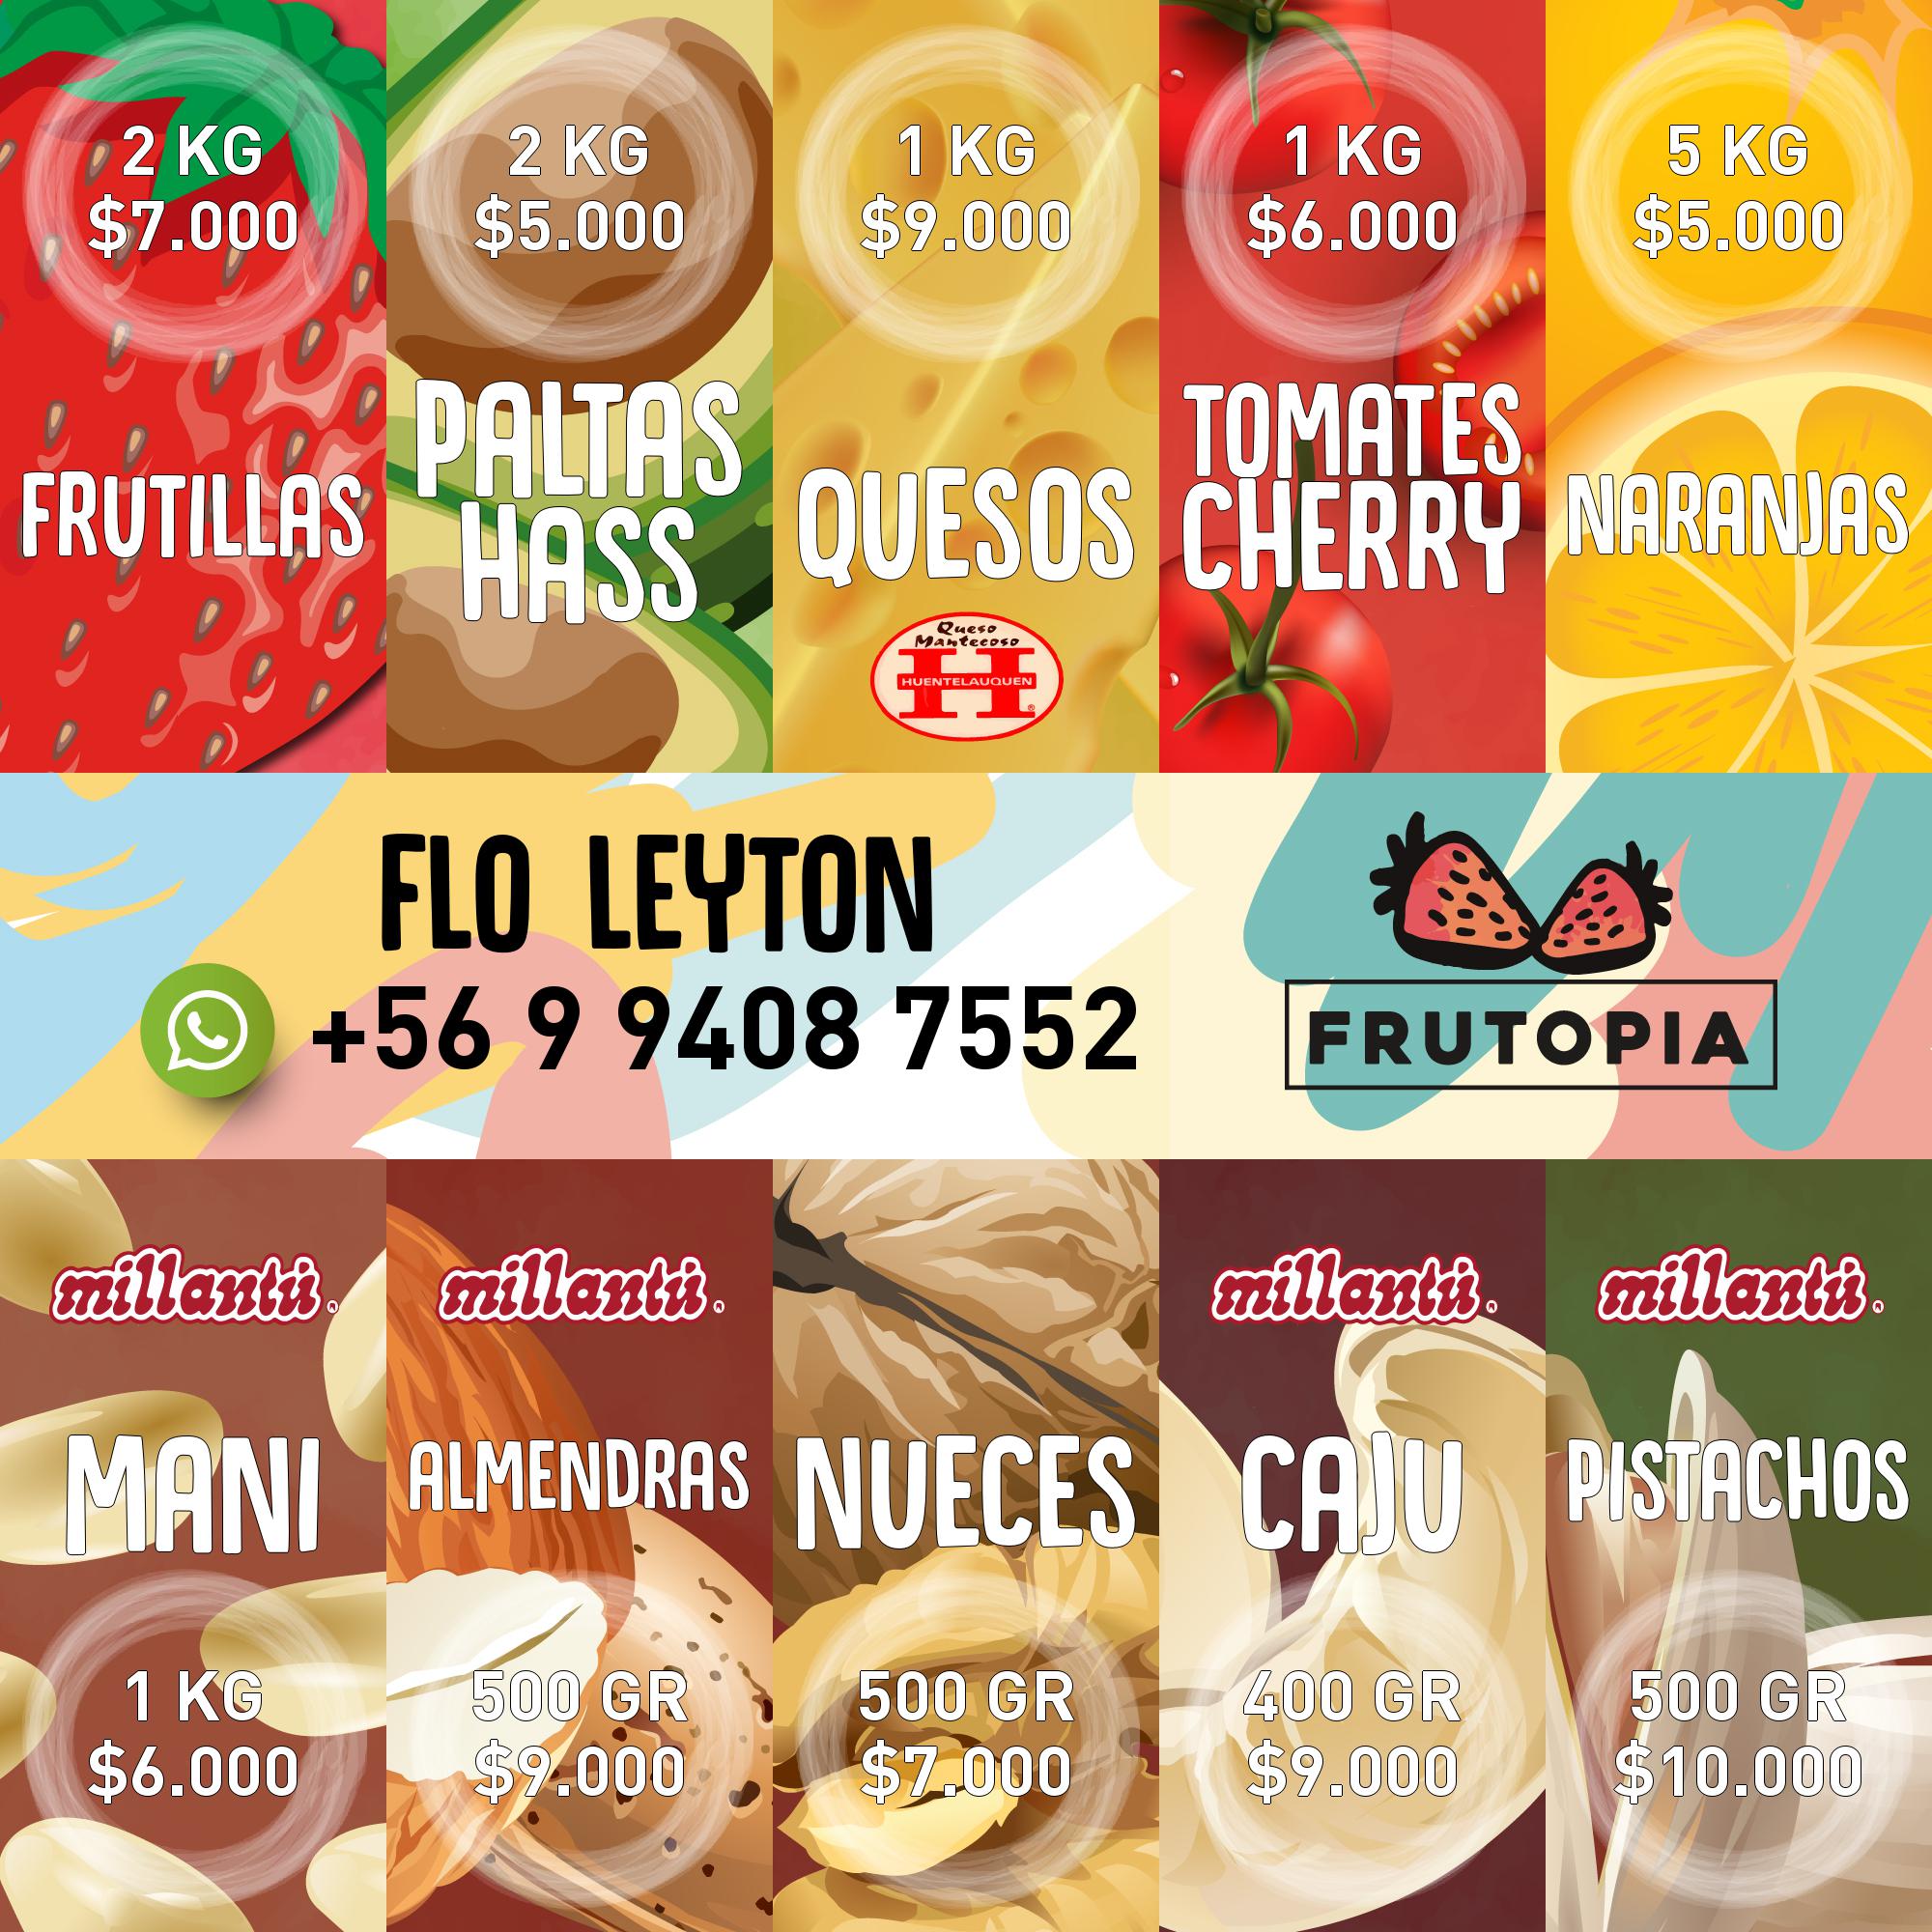 2 KG
$7.000
FRUTILLAS
2 KG
$5.000
PALTAS
HASS
1 KG
$9.000
QUESOS
Queso
Mantecoso
HUENTELAUQUEN
®
1 KG
$6.000
TOMATES
CHERRY
5 KG
$5.000
NARANJAS
FLO LEYTON
+56 9 9408 7552
FRUTOPIA
millantú®
MANI
1 KG
$6.000
millantú®
ALMENDRAS
500 GR
$9.000
NUECES
500 GR
$7.000
millantú®
CAJU
400 GR
$9.000
millantú®
PISTACHOS
500 GR
$10.000